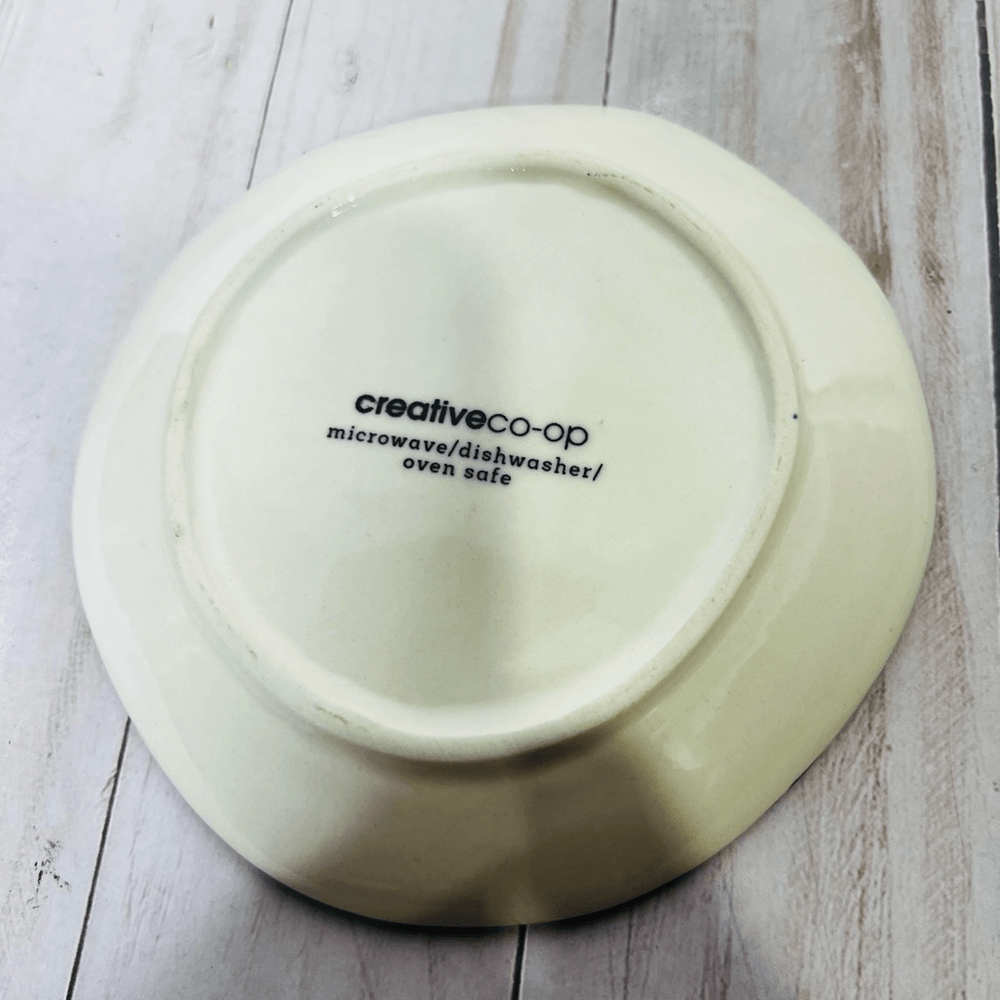 creativeco-op
microwave/dishwasher/
oven safe